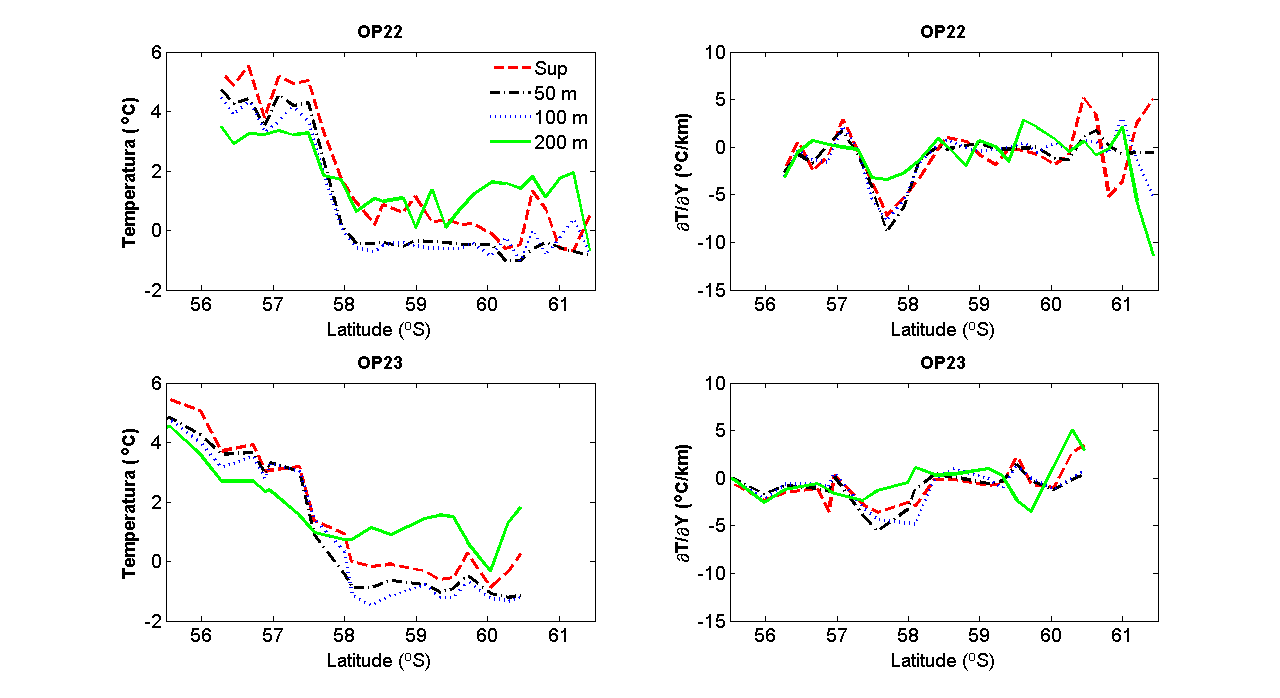 OP22
6
4
2
0
-2
Temperatura ( °C)
Sup
50 m
100 m
200 m
56 57 58 59 60 61
Latitude (°S)
OP22
10
5
0
-5
-10
-15
∂T/∂Y (°C/km)
56 57 58 59 60 61
Latitude (°S)
OP23
6
4
2
0
-2
Temperatura ( °C)
56 57 58 59 60 61
Latitude (°S)
OP23
10
5
0
-5
-10
-15
∂T/∂Y (°C/km)
56 57 58 59 60 61
Latitude (°S)